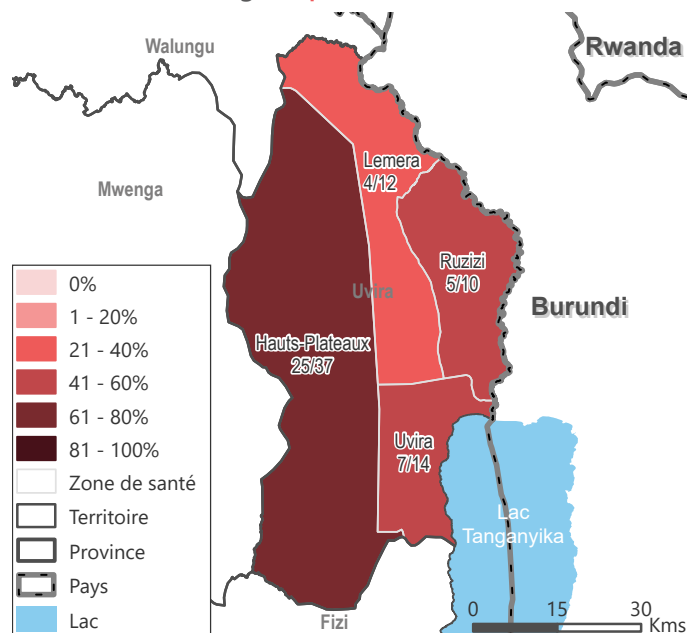 Walungu
Rwanda
Lemera
4/12
Mwenga
Ruzizi
5/10
Uvira
Burundi
Hauts-Plateaux
25/37
Uvira
7/14
Lac
Tanganyika
Fizi
0%
1 - 20%
21 - 40%
41 - 60%
61 - 80%
81 - 100%
Zone de santé
Territoire
Province
Pays
Lac
0 15 30
Kms